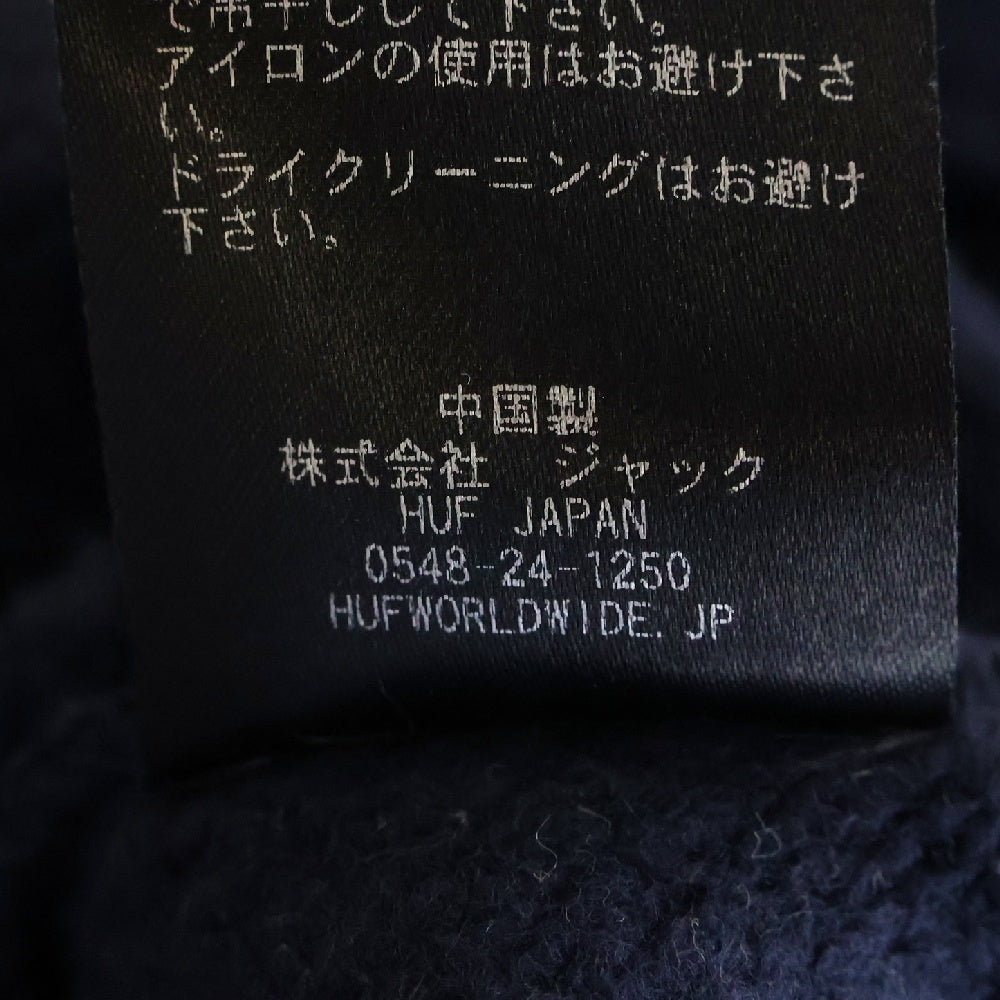 で吊干しして下さい。
アイロンの使用はお避け下さ
い。
ドライクリーニングはお避け
下さい。
中国製
株式会社　ジャック
HUF JAPAN
0548-24-1250
HUFWORLDWIDE.JP